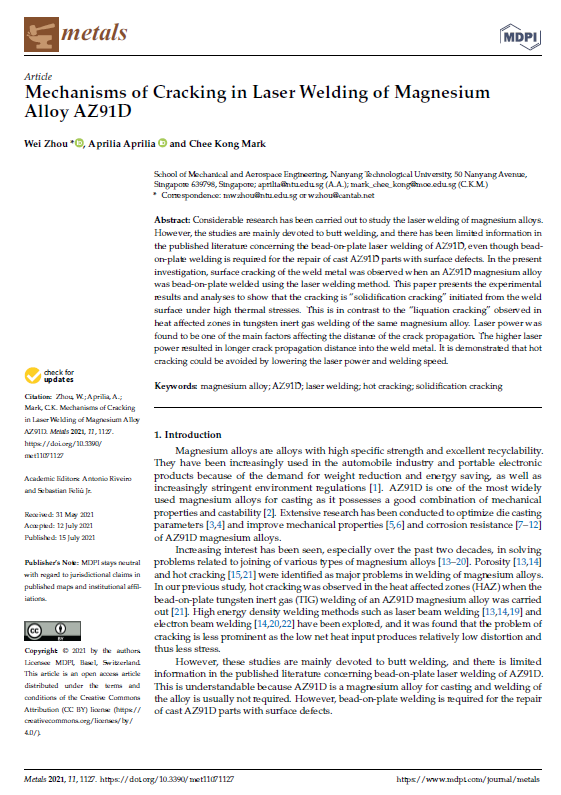 metals
MDPI
Article
Mechanisms of Cracking in Laser Welding of Magnesium
Alloy AZ91D
Wei Zhou *, Aprilia Aprilia and Chee Kong Mark
School of Mechanical and Aerospace Engineering, Nanyang Technological University, 50 Nanyang Avenue,
Singapore 639798, Singapore; aprilia@ntu.edu.sg (A.A.); mark_chee_kong@moe.edu.sg (C.K.M.)
* Correspondence: mwzhou@ntu.edu.sg or wzhou@cantab.net
Abstract: Considerable research has been carried out to study the laser welding of magnesium alloys.
However, the studies are mainly devoted to butt welding, and there has been limited information in
the published literature concerning the bead-on-plate laser welding of AZ91D, even though bead-
on-plate welding is required for the repair of cast AZ91D parts with surface defects. In the present
investigation, surface cracking of the weld metal was observed when an AZ91D magnesium alloy
was bead-on-plate welded using the laser welding method. This paper presents the experimental
results and analyses to show that the cracking is “solidification cracking” initiated from the weld
surface under high thermal stresses. This is in contrast to the “liquation cracking” observed in
heat affected zones in tungsten inert gas welding of the same magnesium alloy. Laser power was
found to be one of the main factors affecting the distance of the crack propagation. The higher laser
power resulted in longer crack propagation distance into the weld metal. It is demonstrated that hot
cracking could be avoided by lowering the laser power and welding speed.
Keywords: magnesium alloy; AZ91D; laser welding; hot cracking; solidification cracking
check for
updates
Citation: Zhou, W.; Aprilia, A.;
Mark, C.K. Mechanisms of Cracking
in Laser Welding of Magnesium Alloy
AZ91D. Metals 2021, 11, 1127.
https://doi.org/10.3390/
met11071127
Academic Editors: Antonio Riveiro
and Sebastian Feliú Jr.
Received: 31 May 2021
Accepted: 12 July 2021
Published: 15 July 2021
Publisher's Note: MDPI stays neutral
with regard to jurisdictional claims in
published maps and institutional affil-
iations.
CC BY
Copyright: © 2021 by the authors.
Licensee MDPI, Basel, Switzerland.
This article is an open access article
distributed under the terms and
conditions of the Creative Commons
Attribution (CC BY) license (https://
creativecommons.org/licenses/by/
4.0/).
1. Introduction
Magnesium alloys are alloys with high specific strength and excellent recyclability.
They have been increasingly used in the automobile industry and portable electronic
products because of the demand for weight reduction and energy saving, as well as
increasingly stringent environment regulations [1]. AZ91D is one of the most widely
used magnesium alloys for casting as it possesses a good combination of mechanical
properties and castability [2]. Extensive research has been conducted to optimize die casting
parameters [3,4] and improve mechanical properties [5,6] and corrosion resistance [7–12]
of AZ91D magnesium alloys.
Increasing interest has been seen, especially over the past two decades, in solving
problems related to joining of various types of magnesium alloys [13–20]. Porosity [13,14]
and hot cracking [15,21] were identified as major problems in welding of magnesium alloys.
In our previous study, hot cracking was observed in the heat affected zones (HAZ) when the
bead-on-plate tungsten inert gas (TIG) welding of an AZ91D magnesium alloy was carried
out [21]. High energy density welding methods such as laser beam welding [13,14,19] and
electron beam welding [14,20,22] have been explored, and it was found that the problem of
cracking is less prominent as the low net heat input produces relatively low distortion and
thus less stress.
However, these studies are mainly devoted to butt welding, and there is limited
information in the published literature concerning bead-on-plate laser welding of AZ91D.
This is understandable because AZ91D is a magnesium alloy for casting and welding of
the alloy is usually not required. However, bead-on-plate welding is required for the repair
of cast AZ91D parts with surface defects.
Metals 2021, 11, 1127. https://doi.org/10.3390/met11071127
https://www.mdpi.com/journal/metals